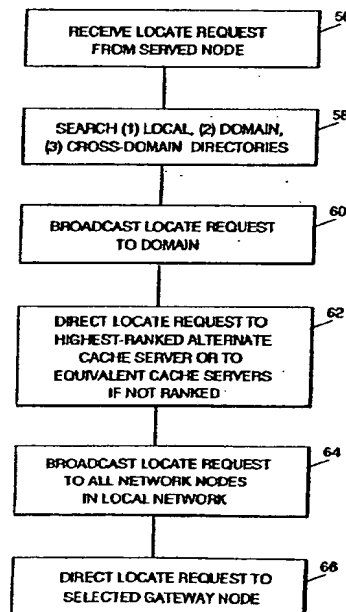 56
RECEIVE LOCATE REQUEST
FROM SERVED NODE
58
SEARCH (1) LOCAL, (2) DOMAIN,
(3) CROSS-DOMAIN DIRECTORIES
60
BROADCAST LOCATE REQUEST
TO DOMAIN
62
DIRECT LOCATE REQUEST TO
HIGHEST-RANKED ALTERNATE
CACHE SERVER OR TO
EQUIVALENT CACHE SERVERS
IF NOT RANKED
64
BROADCAST LOCATE REQUEST
TO ALL NETWORK NODES
IN LOCAL NETWORK
66
DIRECT LOCATE REQUEST TO
SELECTED GATEWAY NODE